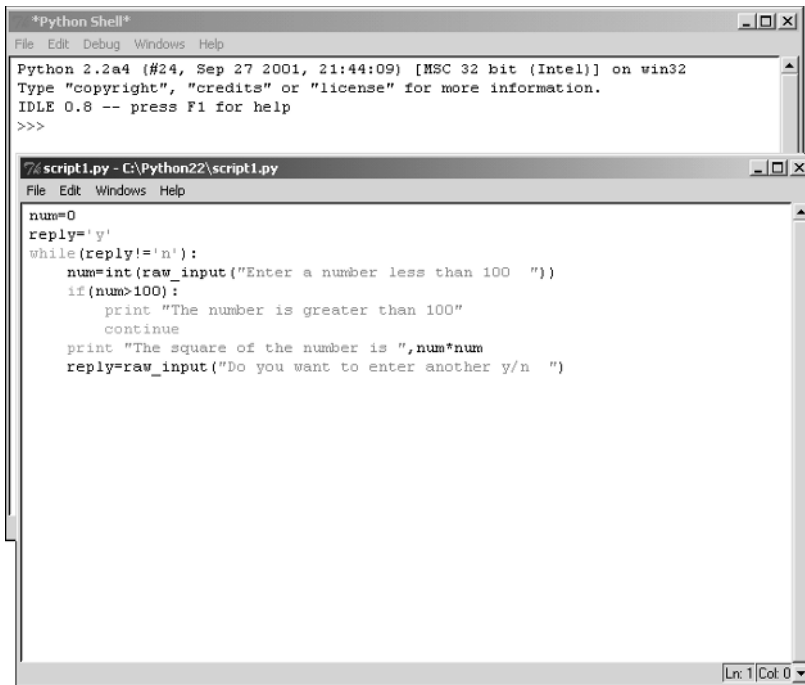 *Python Shell*
File Edit Debug Windows Help
Python 2.2a4 (#24, Sep 27 2001, 21:44:09) [MSC 32 bit (Intel)] on win32
Type "copyright", "credits" or "license" for more information.
IDLE 0.8 -- press F1 for help
>>>
script1.py - C:\Python22\script1.py
File Edit Windows Help
num=0
reply='y'
while(reply!='n'):
    num=int(raw_input("Enter a number less than 100  "))
    if(num>100):
        print "The number is greater than 100"
        continue
    print "The square of the number is ",num*num
    reply=raw_input("Do you want to enter another y/n  ")
Ln: 1 Col: 0